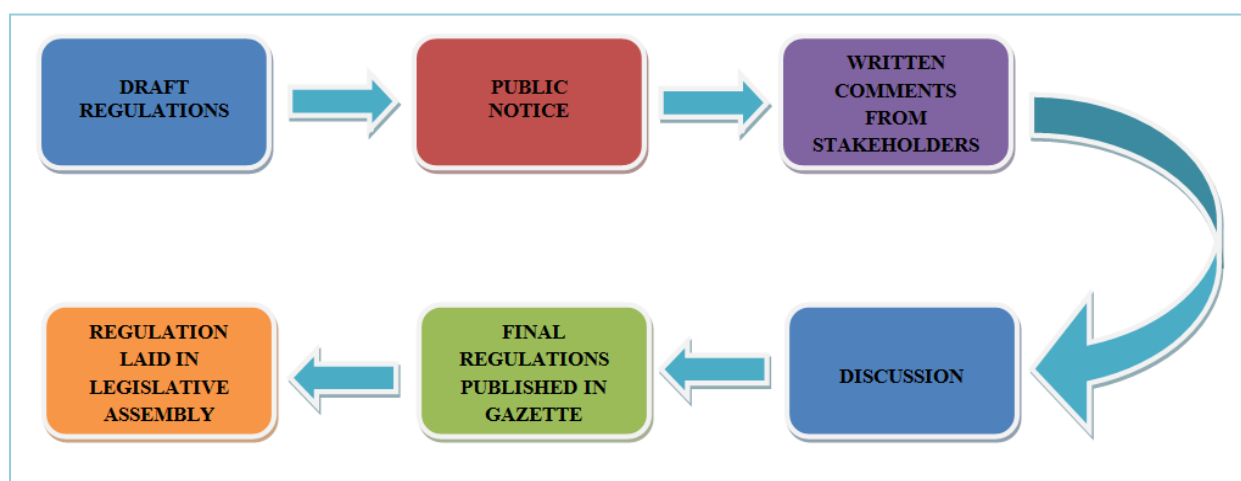 DRAFT
REGULATIONS
PUBLIC
NOTICE
WRITTEN
COMMENTS
FROM
STAKEHOLDERS
DISCUSSION
FINAL
REGULATIONS
PUBLISHED IN
GAZETTE
REGULATION
LAID IN
LEGISLATIVE
ASSEMBLY